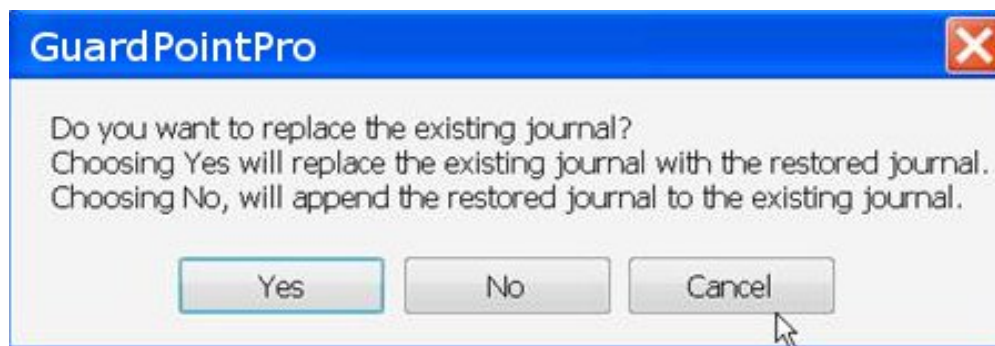 GuardPointPro
Do you want to replace the existing journal?
Choosing Yes will replace the existing journal with the restored journal.
Choosing No, will append the restored journal to the existing journal.
Yes No Cancel